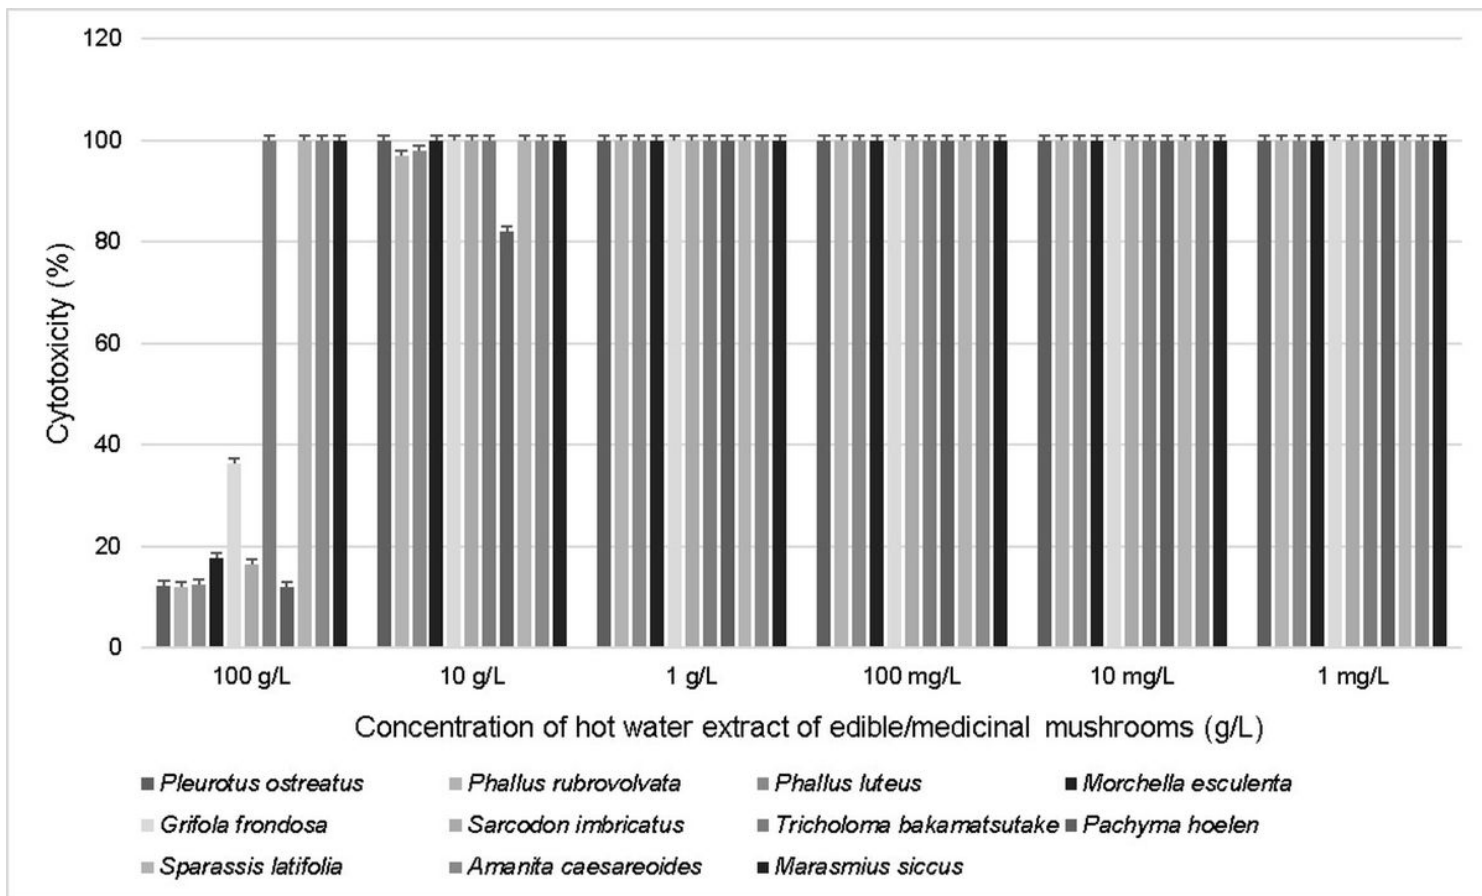 120
100
80
60
40
20
0
Cytotoxicity (%)
100 g/L 10 g/L 1 g/L 100 mg/L 10 mg/L 1 mg/L
Concentration of hot water extract of edible/medicinal mushrooms (g/L)
Pleurotus ostreatus Phallus rubrovolvata Phallus luteus Morchella esculenta
Grifola frondosa Sarcodon imbricatus Tricholoma bakamatsutake Pachyma hoelen
Sparassis latifolia Amanita caesareoides Marasmius siccus